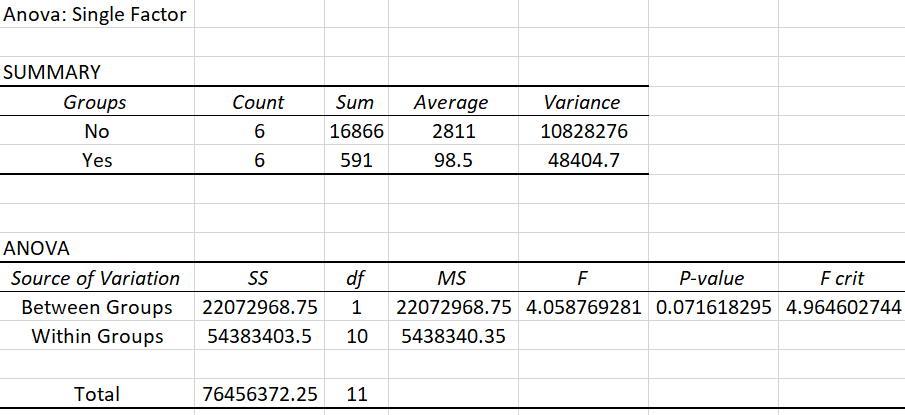 Anova: Single Factor
SUMMARY
Groups Count Sum Average Variance
No 6 16866 2811 10828276
Yes 6 591 98.5 48404.7
ANOVA
Source of Variation SS df MS F P-value F crit
Between Groups 22072968.75 1 22072968.75 4.058769281 0.071618295 4.964602744
Within Groups 54383403.5 10 5438340.35
Total 76456372.25 11